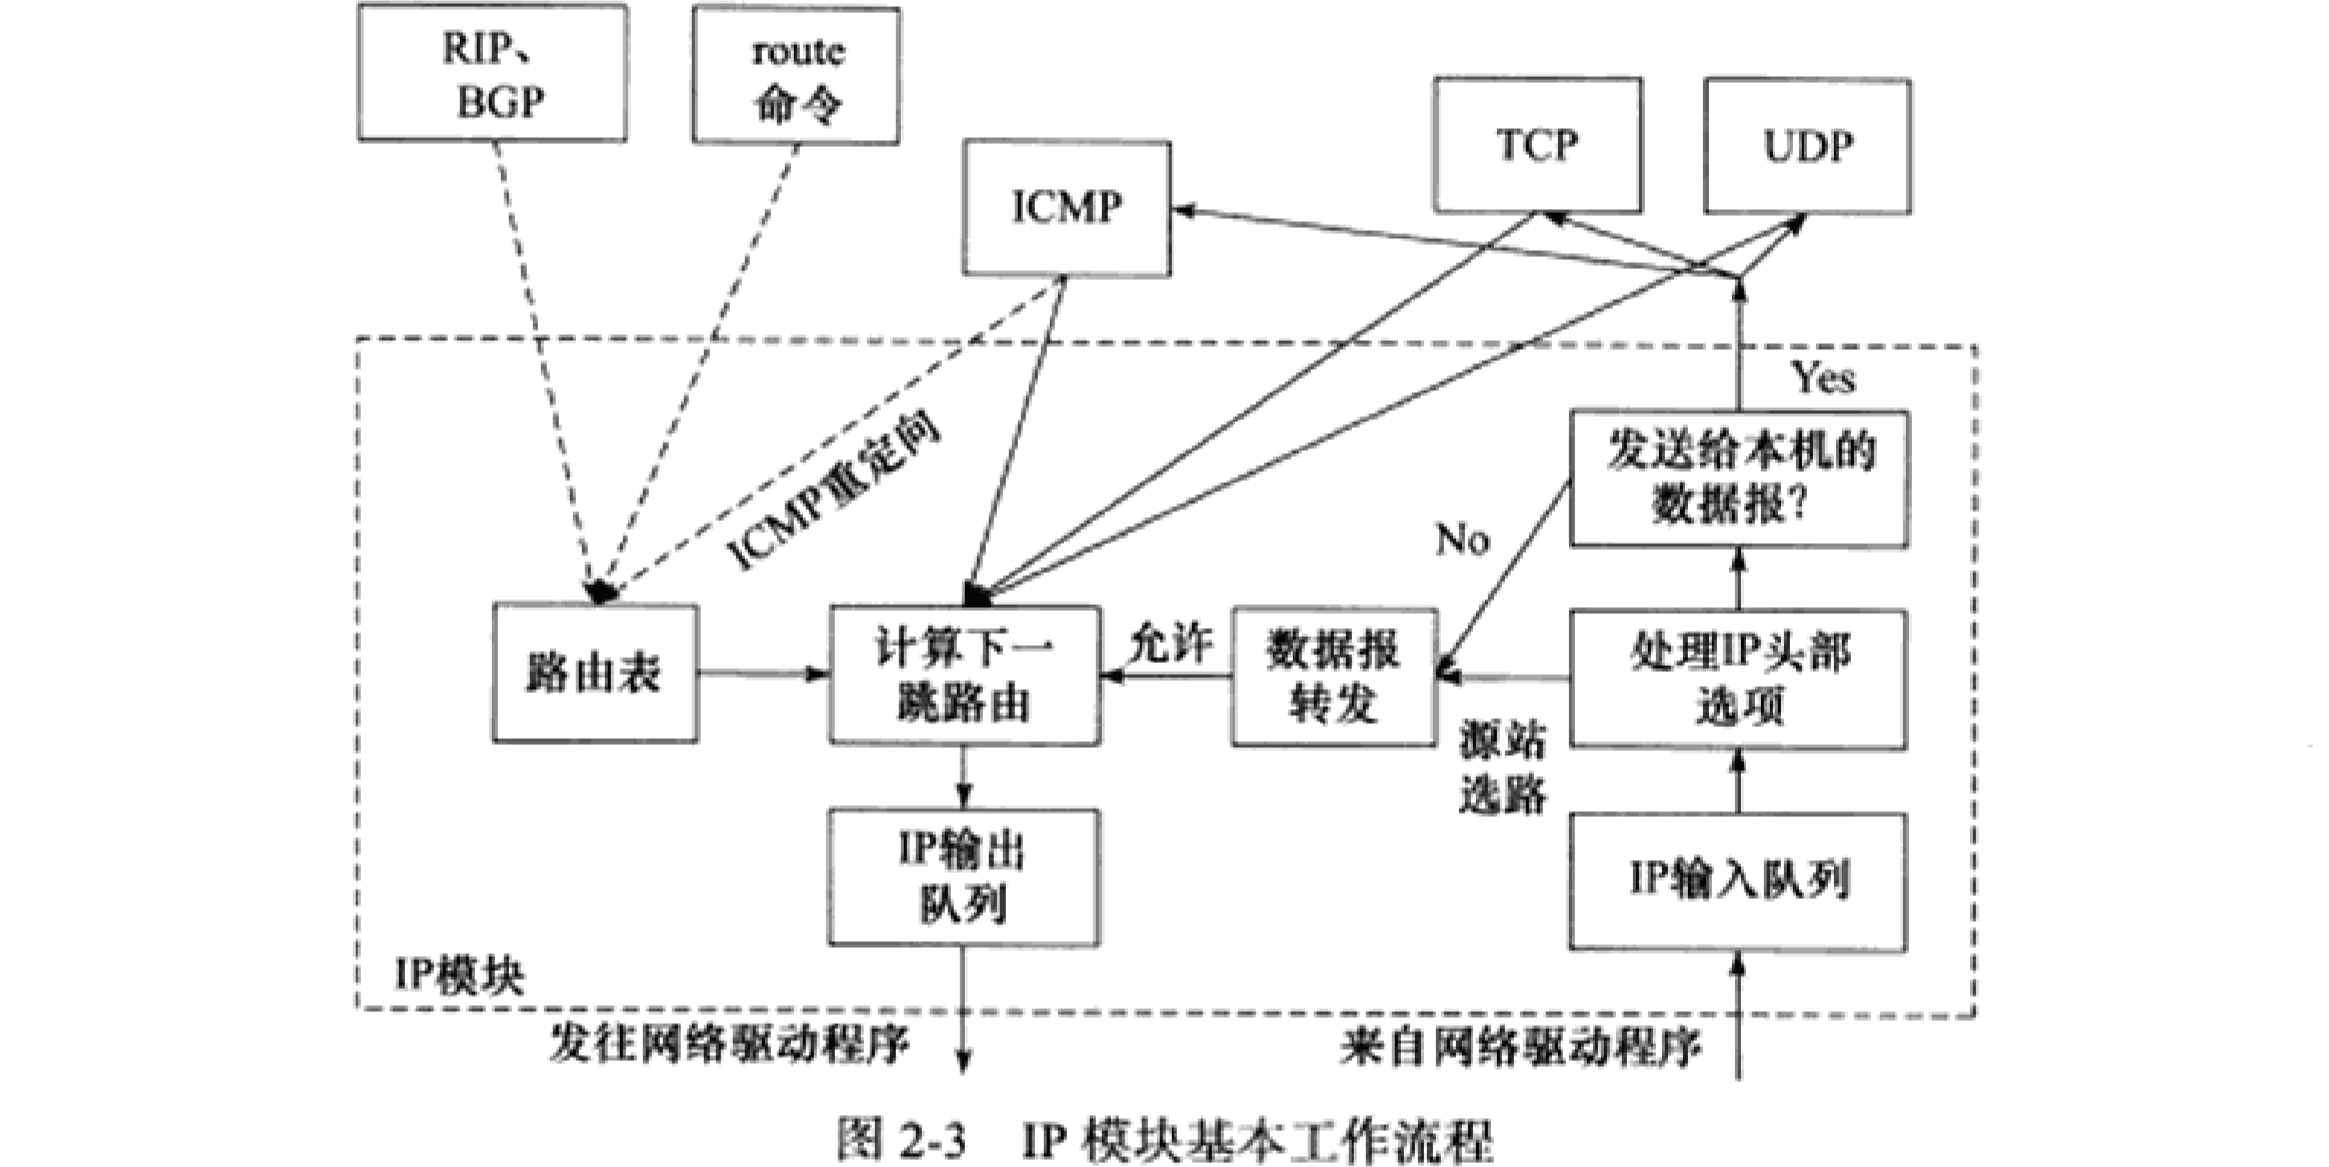 RIP、
BGP
route
命令
ICMP
TCP
UDP
Yes
发送给本机的
数据报？
No
ICMP重定向
路由表
计算下一
跳路由
允许
数据报
转发
处理IP头部
选项
源站
选路
IP输出
队列
IP输入队列
IP模块
发往网络驱动程序
来自网络驱动程序
图 2-3 IP 模块基本工作流程